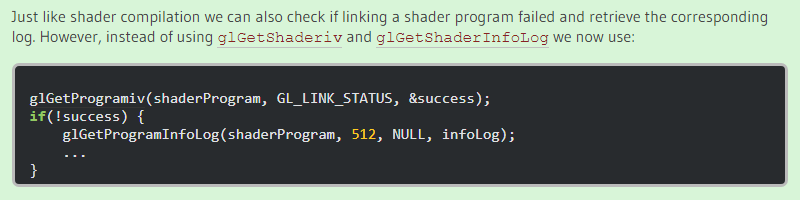 Just like shader compilation we can also check if linking a shader program failed and retrieve the corresponding
log. However, instead of using glGetShaderiv and glGetShaderInfoLog we now use:
glGetProgramiv(shaderProgram, GL_LINK_STATUS, &success);
if(!success) {
    glGetProgramInfoLog(shaderProgram, 512, NULL, infoLog);
    ...
}